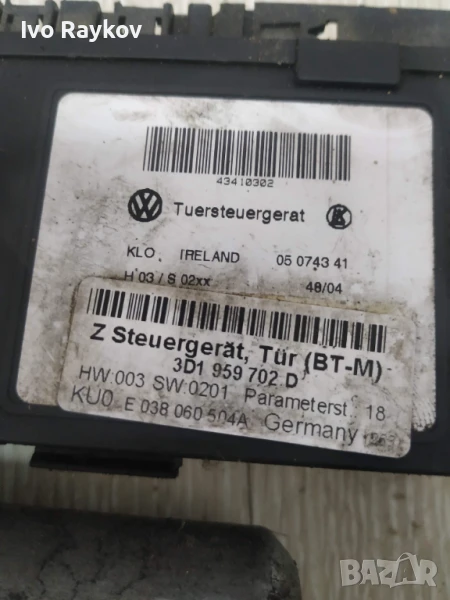 Ivo Raykov
43410302
Tuersteuergerat
KLO. IRELAND 05 0743 41
H 03 / S 02xx 48/04
Z Steuergerät, Tür (BT-M)
3D1 959 702 D
HW:003 SW:0201 Parameterst. 18
KU0 E 038 060 504A Germany
bazar